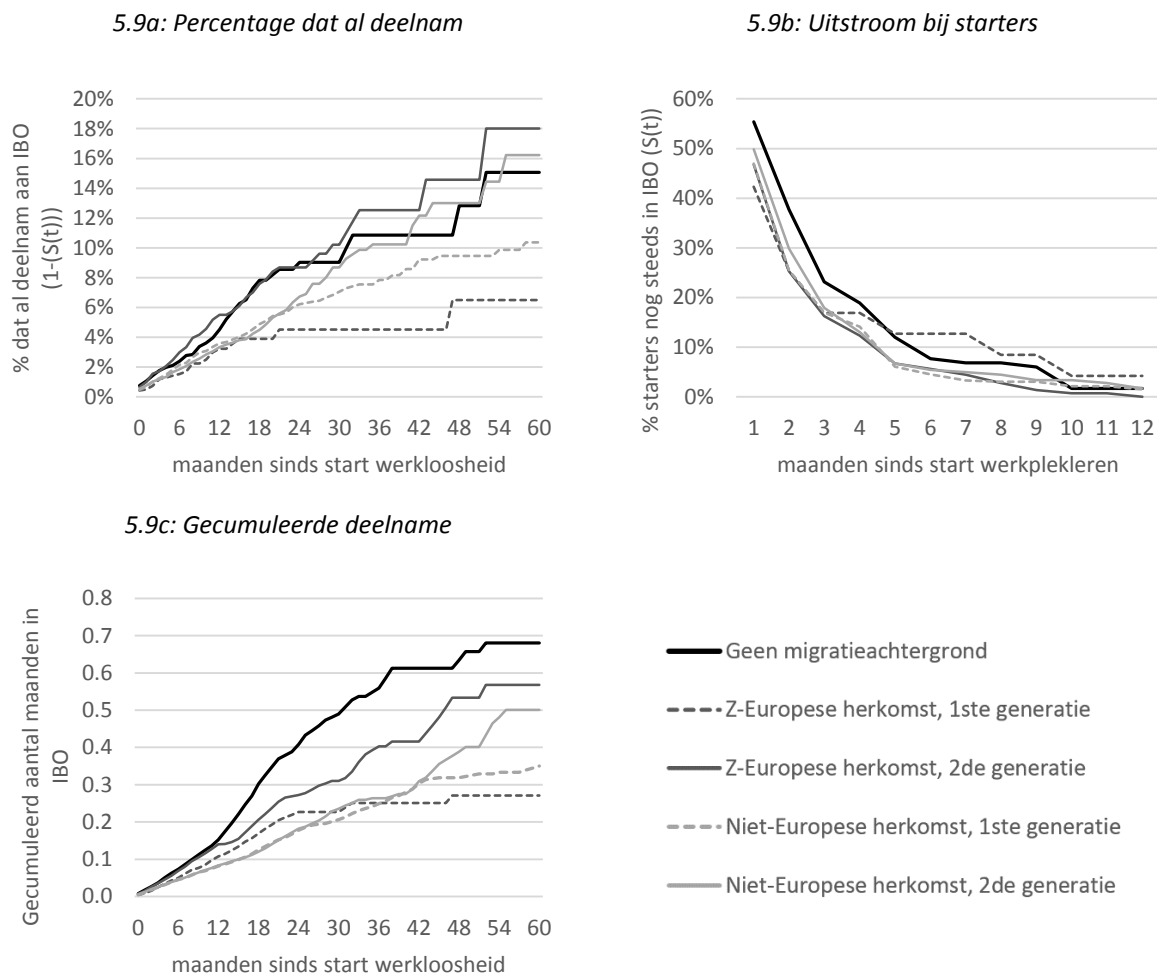 5.9a: Percentage dat al deelnam
% dat al deelnam aan IBO
(1-(S(t)))
20%
18%
16%
14%
12%
10%
8%
6%
4%
2%
0%
0 6 12 18 24 30 36 42 48 54 60
maanden sinds start werkloosheid
5.9b: Uitstroom bij starters
% starters nog steeds in IBO (S(t))
60%
50%
40%
30%
20%
10%
0%
1 2 3 4 5 6 7 8 9 10 11 12
maanden sinds start werkplekleren
5.9c: Gecumuleerde deelname
Gecumuleerd aantal maanden in
IBO
0.8
0.7
0.6
0.5
0.4
0.3
0.2
0.1
0.0
0 6 12 18 24 30 36 42 48 54 60
maanden sinds start werkloosheid
Geen migratieachtergrond
Z-Europese herkomst, 1ste generatie
Z-Europese herkomst, 2de generatie
Niet-Europese herkomst, 1ste generatie
Niet-Europese herkomst, 2de generatie